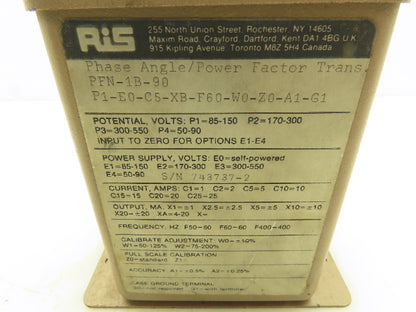 RIS
255 North Union Street, Rochester, NY 14605
Maxim Road, Crayford, Dartford, Kent DA1 4BG U.K.
915 Kipling Avenue Toronto M8Z 5H4 Canada
Phase Angle/Power Factor Trans.
PFN-1B-90
P1-E0-C5-XB-F60-W0-Z0-A1-G1
POTENTIAL, VOLTS: P1=85-150 P2=170-300
P3=300-550 P4=50-90
INPUT TO ZERO FOR OPTIONS E1-E4
POWER SUPPLY, VOLTS: E0=self-powered
E1=85-150 E2=170-300 E3=300-550
E4=50-90 S/N 743737-2
CURRENT, AMPS: C1=1 C2=2 C5=5 C10=10
C15=15 C20=20 C25=25
OUTPUT, MA. X1=±1 X2.5=±2.5 X5=±5 X10=±10
X20=±20 XA=4-20 X-
FREQUENCY, HZ F50=50 F60=60 F400=400
CALIBRATE ADJUSTMENT: W0=±10%
W1=50-125% W2=75-200%
FULL SCALE CALIBRATION
Z0=standard Z1=
ACCURACY A1=±0.5% A2=±0.25%
CASE GROUND TERMINAL